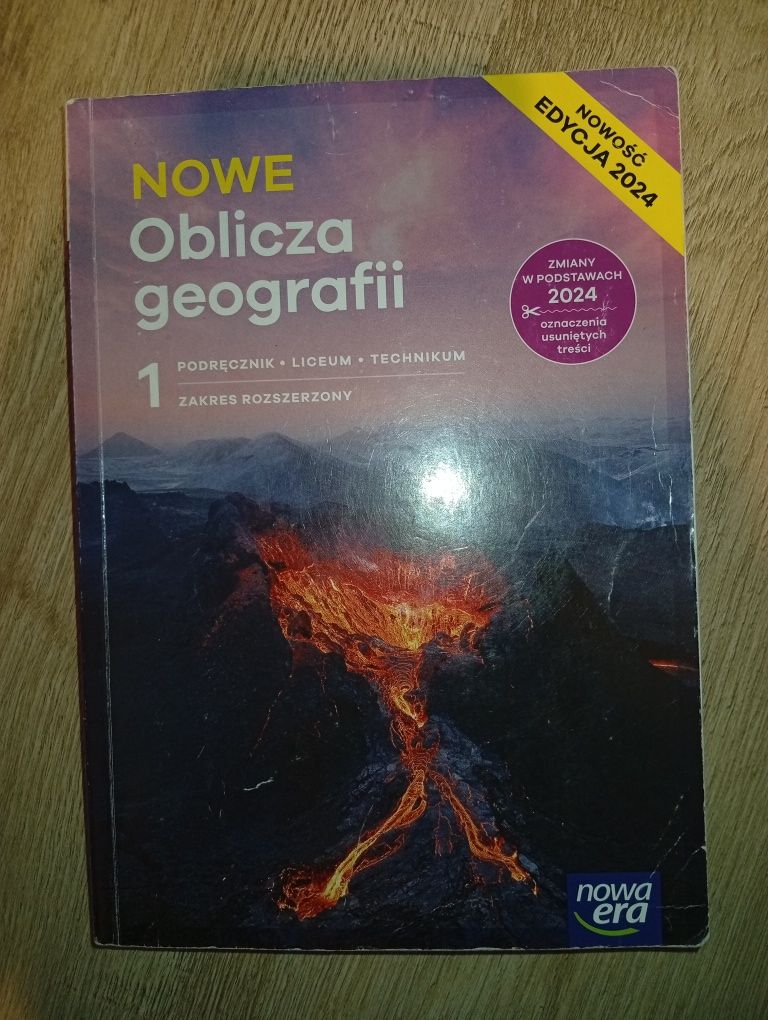 NOWOŚĆ
EDYCJA 2024
NOWE
Oblicza
geografii
ZMIANY
W PODSTAWACH
2024
oznaczenia
usuniętych
treści
1
PODRĘCZNIK • LICEUM • TECHNIKUM
ZAKRES ROZSZERZONY
nowa
era